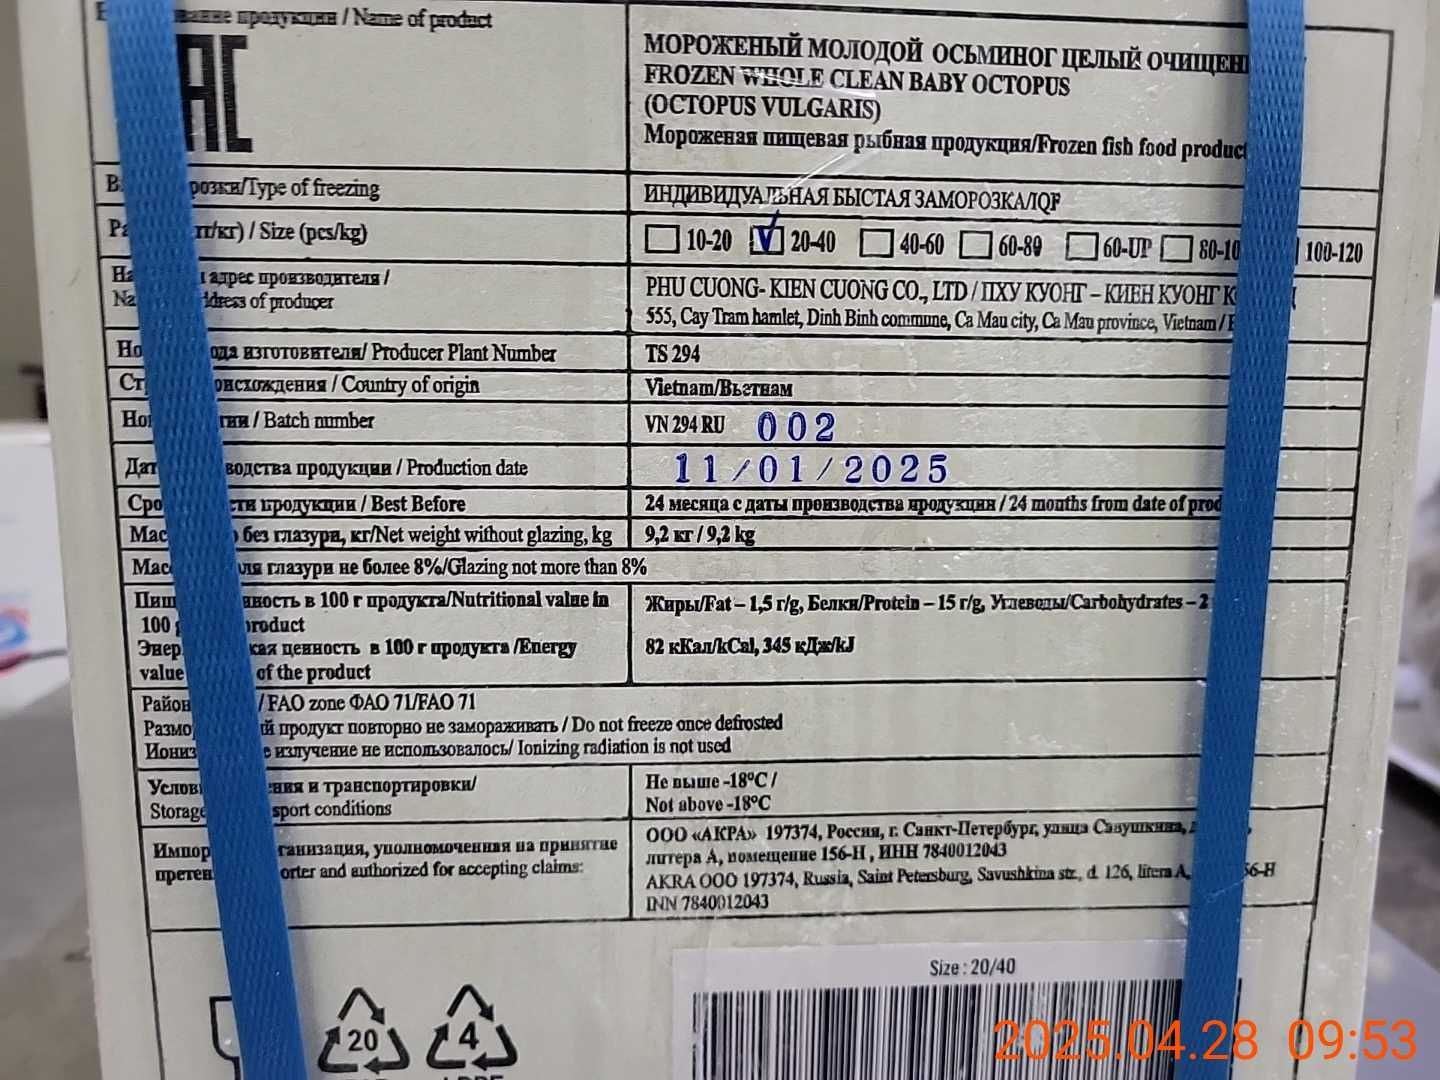 продукции / Name of product
EAC
МОРОЖЕНЫЙ МОЛОДОЙ ОСЬМИНОГ ЦЕЛЫЙ ОЧИЩЕН
FROZEN WHOLE CLEAN BABY OCTOPUS
(OCTOPUS VULGARIS)
Мороженая пищевая рыбная продукция/Frozen fish food product
розки/Type of freezing
ИНДИВИДУАЛЬНАЯ БЫСТАЯ ЗАМОРОЗКА/IQF
тт/кг) / Size (pcs/kg)
10-20 20-40 40-60 60-80 60-UP 80-10 100-120
адрес производителя /
ddress of producer
PHU CUONG- KIEN CUONG CO., LTD / ПХУ КУОНГ – КИЕН КУОНГ К
555, Cay Tram hamlet, Dinh Binh commune, Ca Mau city, Ca Mau province, Vietnam /
Но ода изготовителя/ Producer Plant Number
TS 294
Ст оисхождения / Country of origin
Vietnam/Вьетнам
Но тии / Batch number
VN 294 RU 002
Дат водства продукции / Production date
11/01/2025
Сро ти продукции / Best Before
24 месяца с даты производства продукции / 24 months from date of prod
Мас без глазури, кг/Net weight without glazing, kg
9,2 кг / 9,2 kg
Масс ля глазури не более 8%/Glazing not more than 8%
Пищ нность в 100 г продукта/Nutritional value in
100 product
Энер кая ценность в 100 г продукта /Energy
value of the product
Жиры/Fat – 1,5 г/g, Белки/Protein – 15 г/g, Углеводы/Carbohydrates – 2
82 кКал/kCal, 345 кДж/kJ
Район / FAO zone ФАО 71/FAO 71
Размо й продукт повторно не замораживать / Do not freeze once defrosted
Иониз е излучение не использовалось/ Ionizing radiation is not used
Услов ения и транспортировки/
Storage sport conditions
Не выше -18°C /
Not above -18°C
Импор ганизация, уполномоченная на принятие
претен orter and authorized for accepting claims:
ООО «АКРА» 197374, Россия, г. Санкт-Петербург, улица Савушкина,
литера А, помещение 156-Н , ИНН 7840012043
AKRA OOO 197374, Russia, Saint Petersburg, Savushkina str., d. 126, litera A, 56-H
INN 7840012043
Size : 20/40
20
4
2025.04.28 09:53